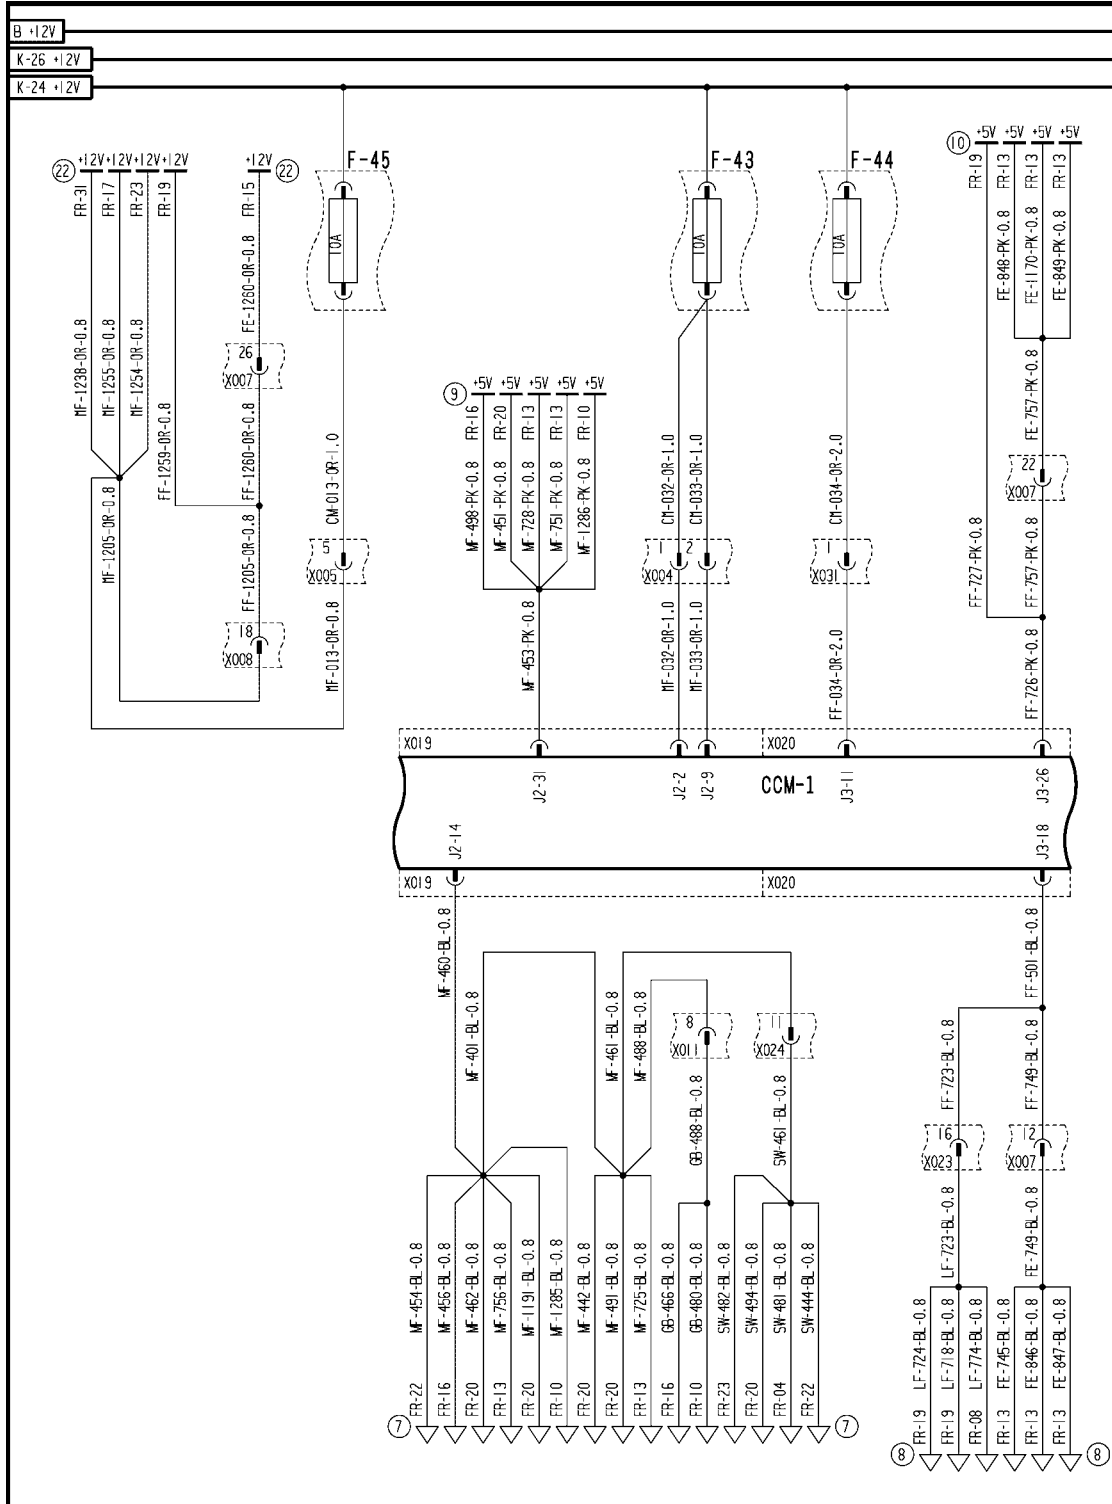 B +12V
K-26 +12V
K-24 +12V
22
+12V +12V +12V +12V
+12V
22
F-45
F-43
F-44
10
+5V +5V +5V +5V
FR-31
FR-17
FR-23
FR-19
FR-15
FR-19
FR-13
FR-13
FR-13
10A
10A
10A
MF-1238-OR-0.8
MF-1255-OR-0.8
MF-1254-OR-0.8
FF-1259-OR-0.8
FE-1260-OR-0.8
FE-848-PK-0.8
FE-1170-PK-0.8
FE-849-PK-0.8
26
X007
9
+5V +5V +5V +5V +5V
FR-16
FR-20
FR-13
FR-13
FR-10
FE-757-PK-0.8
MF-1205-OR-0.8
FF-1260-OR-0.8
CM-013-OR-1.0
MF-498-PK-0.8
MF-451-PK-0.8
MF-728-PK-0.8
MF-751-PK-0.8
MF-1286-PK-0.8
CM-032-OR-1.0
CM-033-OR-1.0
CM-034-OR-2.0
22
X007
FF-1205-OR-0.8
5
X005
1 2
X004
1
X031
FF-727-PK-0.8
FF-757-PK-0.8
18
X008
MF-013-OR-0.8
MF-453-PK-0.8
MF-032-OR-1.0
MF-033-OR-1.0
FF-034-OR-2.0
FF-726-PK-0.8
X019
X020
J2-31
J2-2
J2-9
CCM-1
J3-11
J3-26
J2-14
J3-18
X019
X020
MF-460-BL-0.8
FF-501-BL-0.8
MF-401-BL-0.8
MF-461-BL-0.8
MF-488-BL-0.8
8
X011
11
X024
FF-723-BL-0.8
FF-749-BL-0.8
GB-488-BL-0.8
SW-461-BL-0.8
16
X023
12
X007
LF-723-BL-0.8
FE-749-BL-0.8
MF-454-BL-0.8
MF-456-BL-0.8
MF-462-BL-0.8
MF-756-BL-0.8
MF-1191-BL-0.8
MF-1285-BL-0.8
MF-442-BL-0.8
MF-491-BL-0.8
MF-725-BL-0.8
GB-466-BL-0.8
GB-480-BL-0.8
SW-482-BL-0.8
SW-494-BL-0.8
SW-481-BL-0.8
SW-444-BL-0.8
LF-724-BL-0.8
LF-718-BL-0.8
LF-774-BL-0.8
FE-745-BL-0.8
FE-846-BL-0.8
FE-847-BL-0.8
7
FR-22
FR-16
FR-20
FR-13
FR-20
FR-10
FR-20
FR-20
FR-13
FR-16
FR-10
FR-23
FR-20
FR-04
FR-22
7
8
FR-19
FR-19
FR-08
FR-13
FR-13
FR-13
8